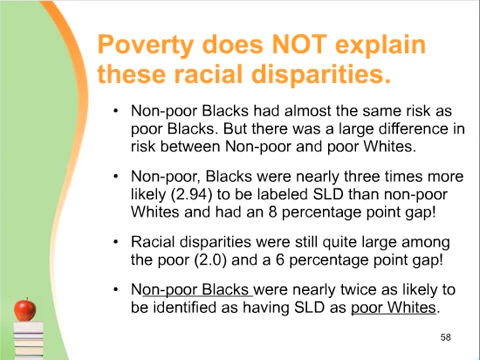 Poverty does NOT explain
these racial disparities.
• Non-poor Blacks had almost the same risk as
poor Blacks. But there was a large difference in
risk between Non-poor and poor Whites.
• Non-poor, Blacks were nearly three times more
likely (2.94) to be labeled SLD than non-poor
Whites and had an 8 percentage point gap!
• Racial disparities were still quite large among
the poor (2.0) and a 6 percentage point gap!
• Non-poor Blacks were nearly twice as likely to
be identified as having SLD as poor Whites.
58